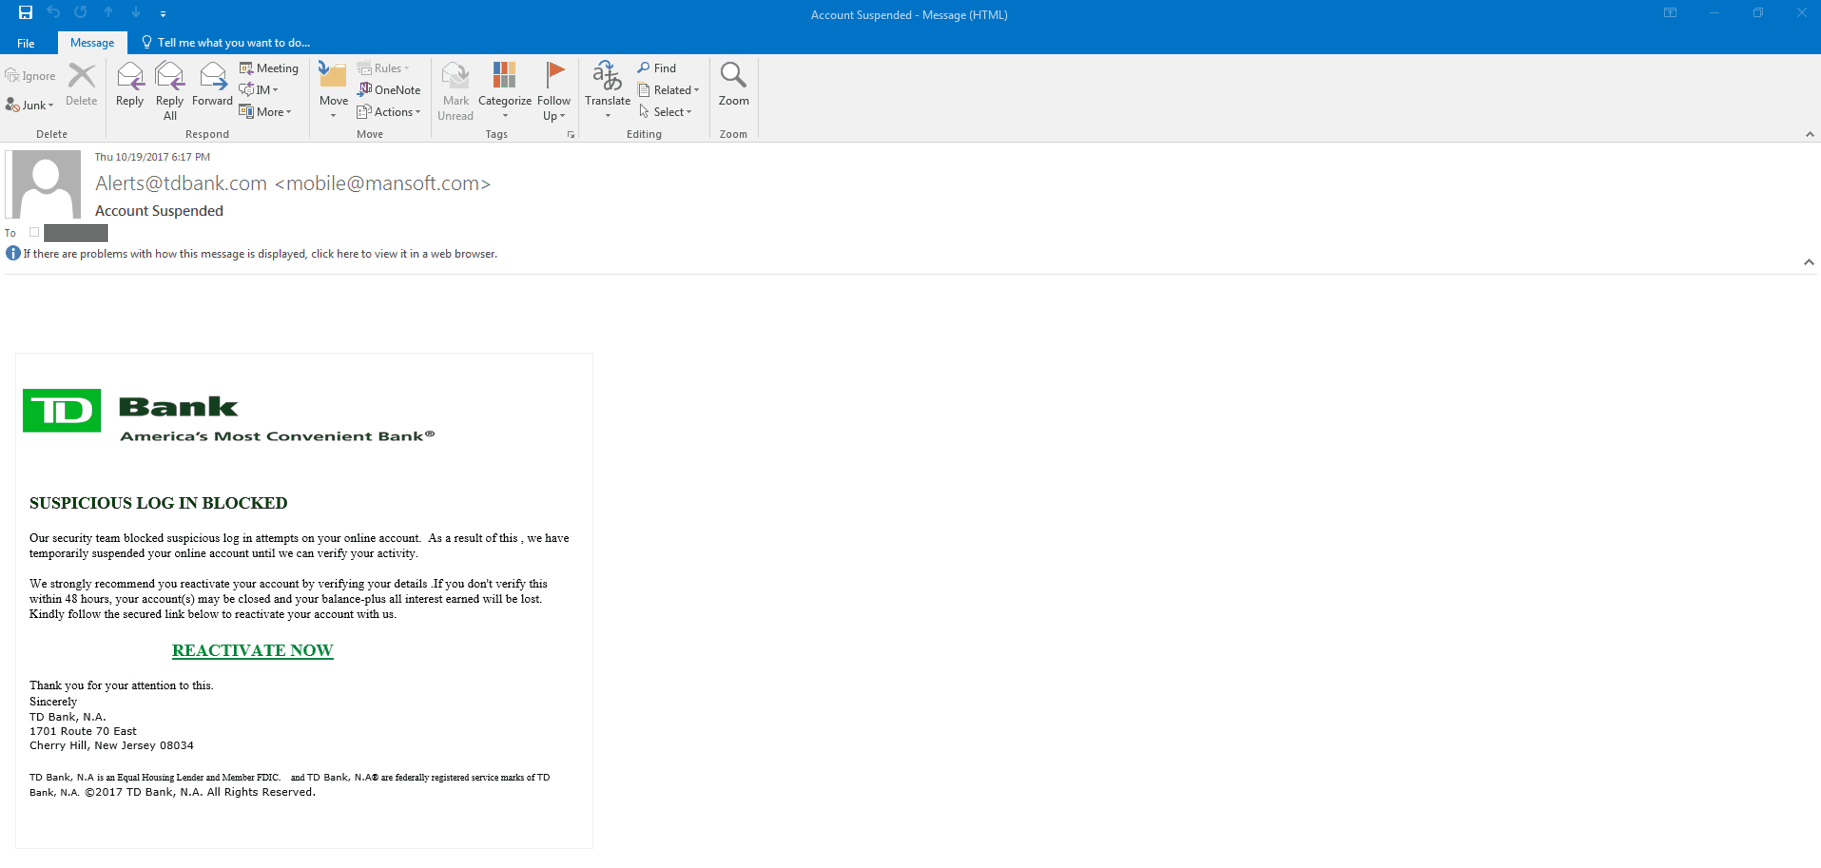 Account Suspended - Message (HTML)
File
Message
Tell me what you want to do...
Ignore
Junk
Delete
Delete
Reply
Reply All
Forward
Meeting
IM
More
Respond
Move
Rules
OneNote
Actions
Move
Mark Unread
Categorize
Follow Up
Tags
Translate
Find
Related
Select
Editing
Zoom
Zoom
Thu 10/19/2017 6:17 PM
Alerts@tdbank.com <mobile@mansoft.com>
Account Suspended
To
If there are problems with how this message is displayed, click here to view it in a web browser.
TD Bank
America's Most Convenient Bank®
SUSPICIOUS LOG IN BLOCKED
Our security team blocked suspicious log in attempts on your online account.  As a result of this , we have
temporarily suspended your online account until we can verify your activity.
We strongly recommend you reactivate your account by verifying your details .If you don't verify this
within 48 hours, your account(s) may be closed and your balance-plus all interest earned will be lost.
Kindly follow the secured link below to reactivate your account with us.
REACTIVATE NOW
Thank you for your attention to this.
Sincerely
TD Bank, N.A.
1701 Route 70 East
Cherry Hill, New Jersey 08034
TD Bank, N.A is an Equal Housing Lender and Member FDIC.   and TD Bank, N.A® are federally registered service marks of TD
Bank, N.A. ©2017 TD Bank, N.A. All Rights Reserved.